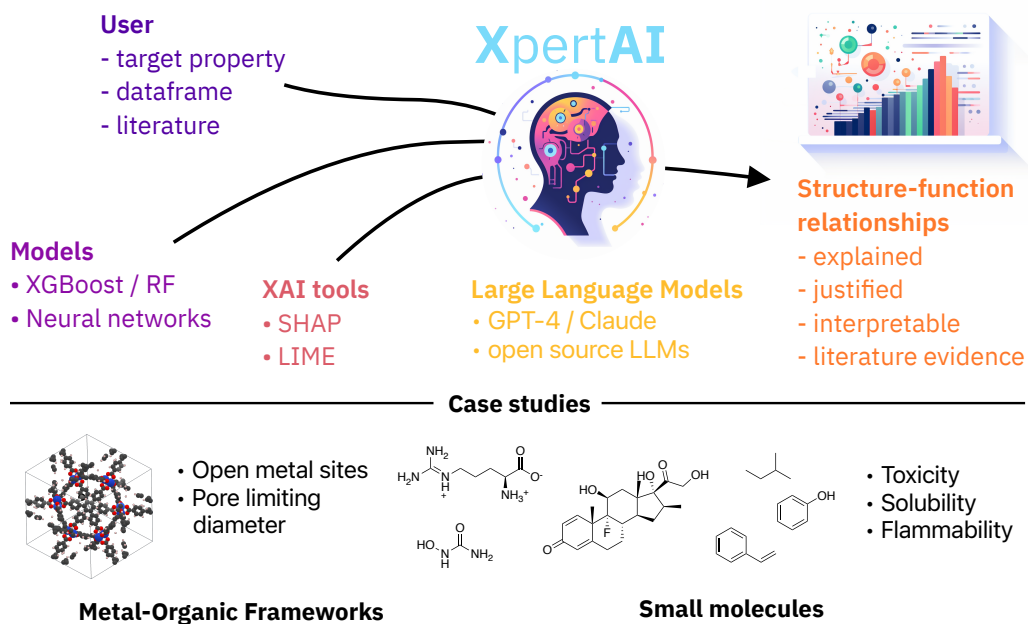 User
- target property
- dataframe
- literature
XpertAI
Models
• XGBoost / RF
• Neural networks
XAI tools
• SHAP
• LIME
Large Language Models
• GPT-4 / Claude
• open source LLMs
Structure-function
relationships
- explained
- justified
- interpretable
- literature evidence
Case studies
• Open metal sites
• Pore limiting
diameter
NH₂
H₂N
N
H
+
O
O⁻
NH₃⁺
HO
N
H
O
NH₂
O
HO
F
HO
O
OH
OH
• Toxicity
• Solubility
• Flammability
Metal-Organic Frameworks
Small molecules